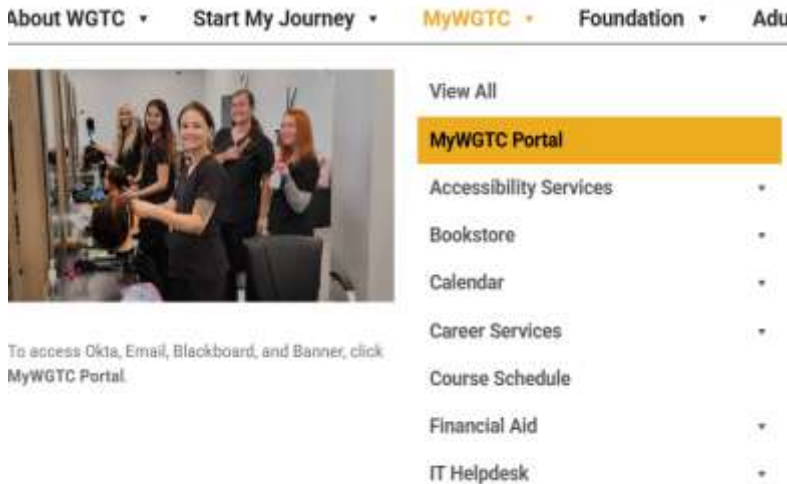 About WGTC
Start My Journey
MyWGTC
Foundation
Adu
View All
MyWGTC Portal
Accessibility Services
Bookstore
Calendar
Career Services
Course Schedule
Financial Aid
IT Helpdesk
To access Okta, Email, Blackboard, and Banner, click
MyWGTC Portal.